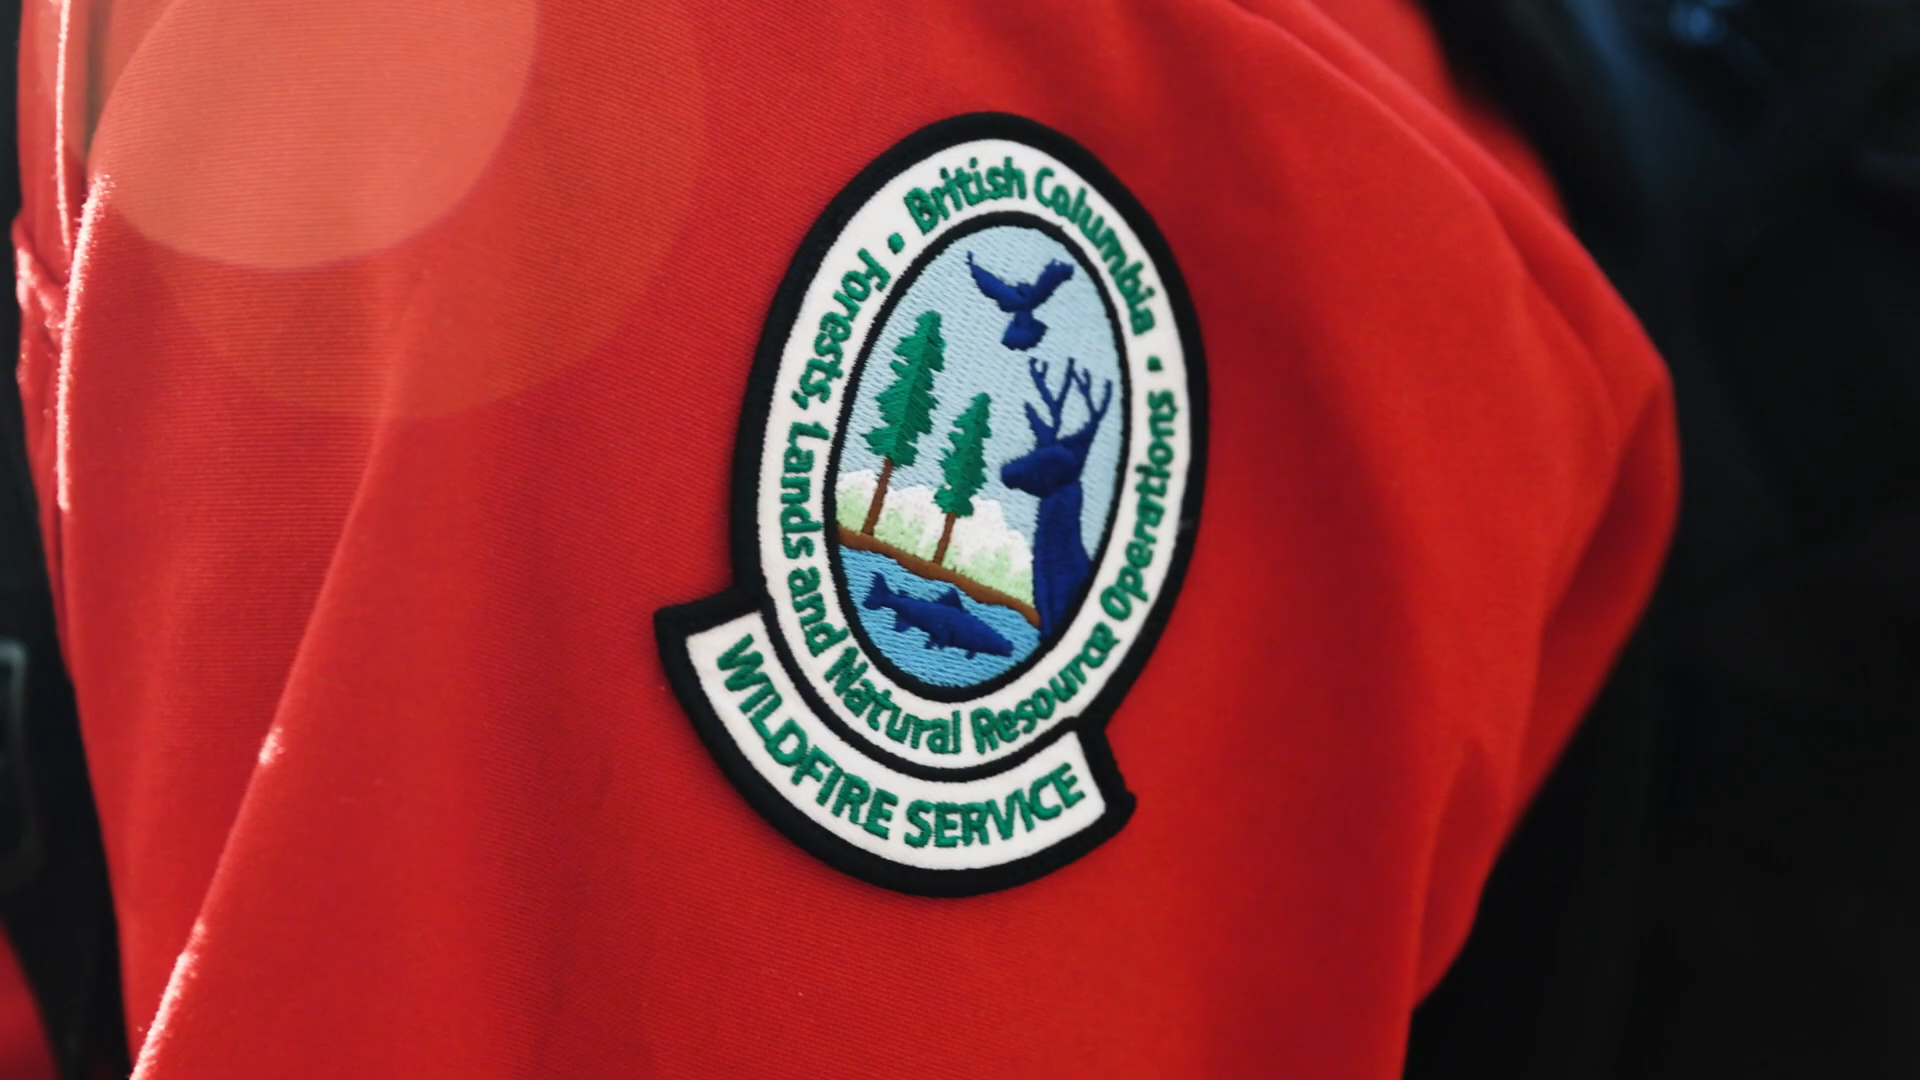 British Columbia • Forests, Lands and Natural Resource Operations •
WILDFIRE SERVICE